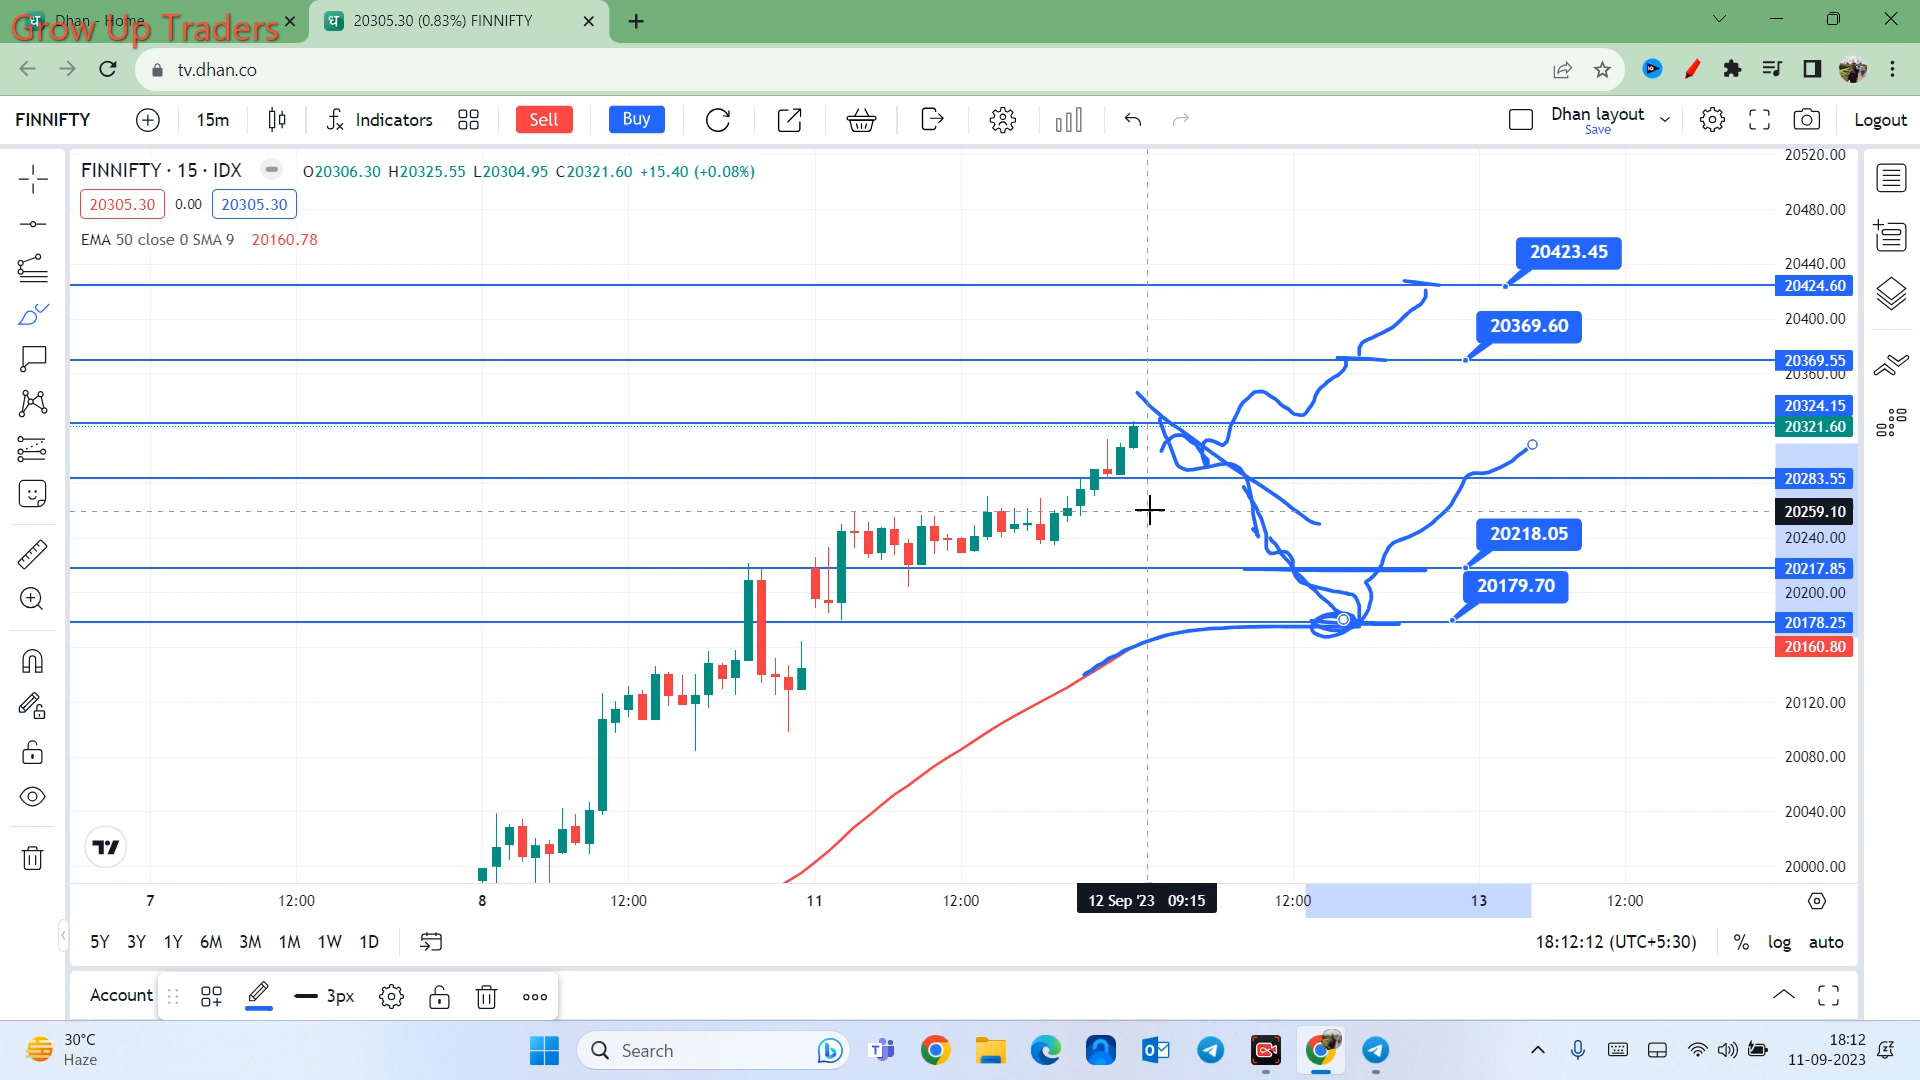 Dhan - Home
20305.30 (0.83%) FINNIFTY
Grow Up Traders
tv.dhan.co
FINNIFTY
15m
Indicators
Sell
Buy
Dhan layout
Save
Logout
FINNIFTY · 15 · IDX
O20306.30 H20325.55 L20304.95 C20321.60 +15.40 (+0.08%)
20305.30
0.00
20305.30
EMA 50 close 0 SMA 9 20160.78
20520.00
20480.00
20440.00
20424.60
20400.00
20369.55
20360.00
20324.15
20321.60
20283.55
20259.10
20240.00
20217.85
20200.00
20178.25
20160.80
20120.00
20080.00
20040.00
20000.00
20423.45
20369.60
20218.05
20179.70
7
12:00
8
12:00
11
12:00
12 Sep '23 09:15
12:00
13
12:00
5Y 3Y 1Y 6M 3M 1M 1W 1D
18:12:12 (UTC+5:30)
% log auto
Account
3px
30°C
Haze
Search
18:12
11-09-2023